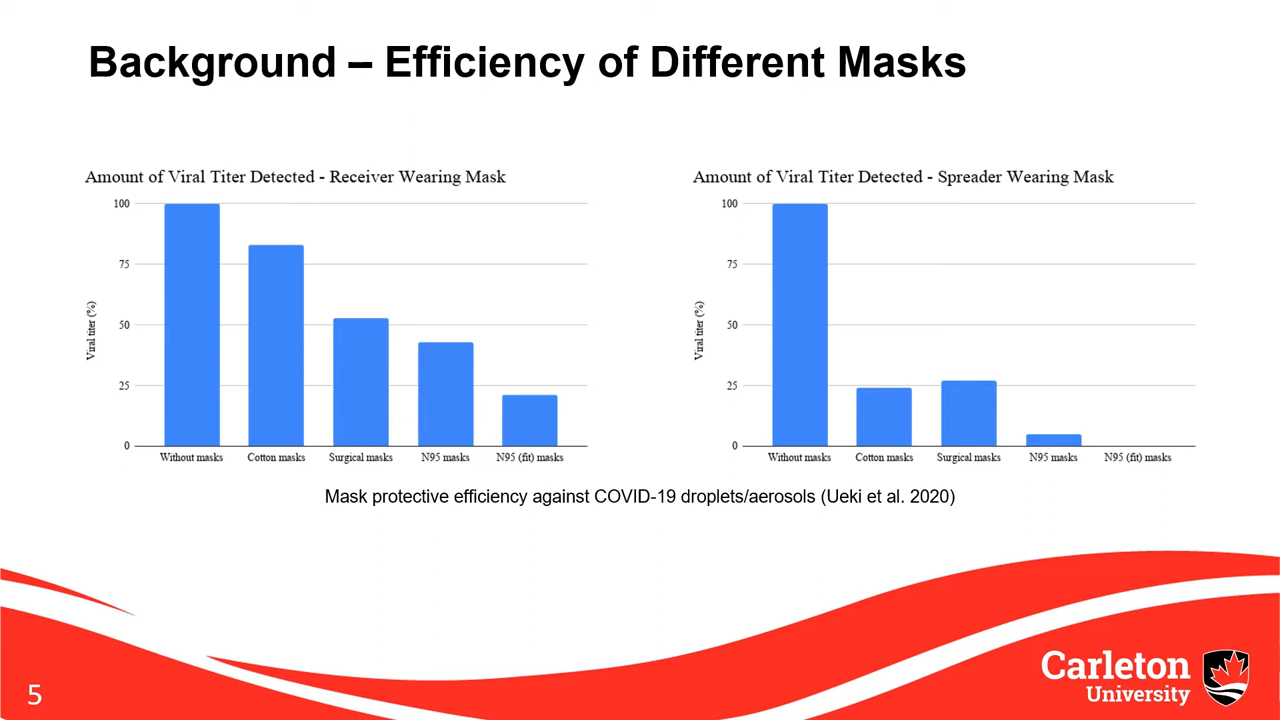 Background – Efficiency of Different Masks
Amount of Viral Titer Detected - Receiver Wearing Mask
100
75
50
25
0
Viral titer (%)
Without masks
Cotton masks
Surgical masks
N95 masks
N95 (fit) masks
Amount of Viral Titer Detected - Spreader Wearing Mask
100
75
50
25
0
Viral titer (%)
Without masks
Cotton masks
Surgical masks
N95 masks
N95 (fit) masks
Mask protective efficiency against COVID-19 droplets/aerosols (Ueki et al. 2020)
Carleton
University
5